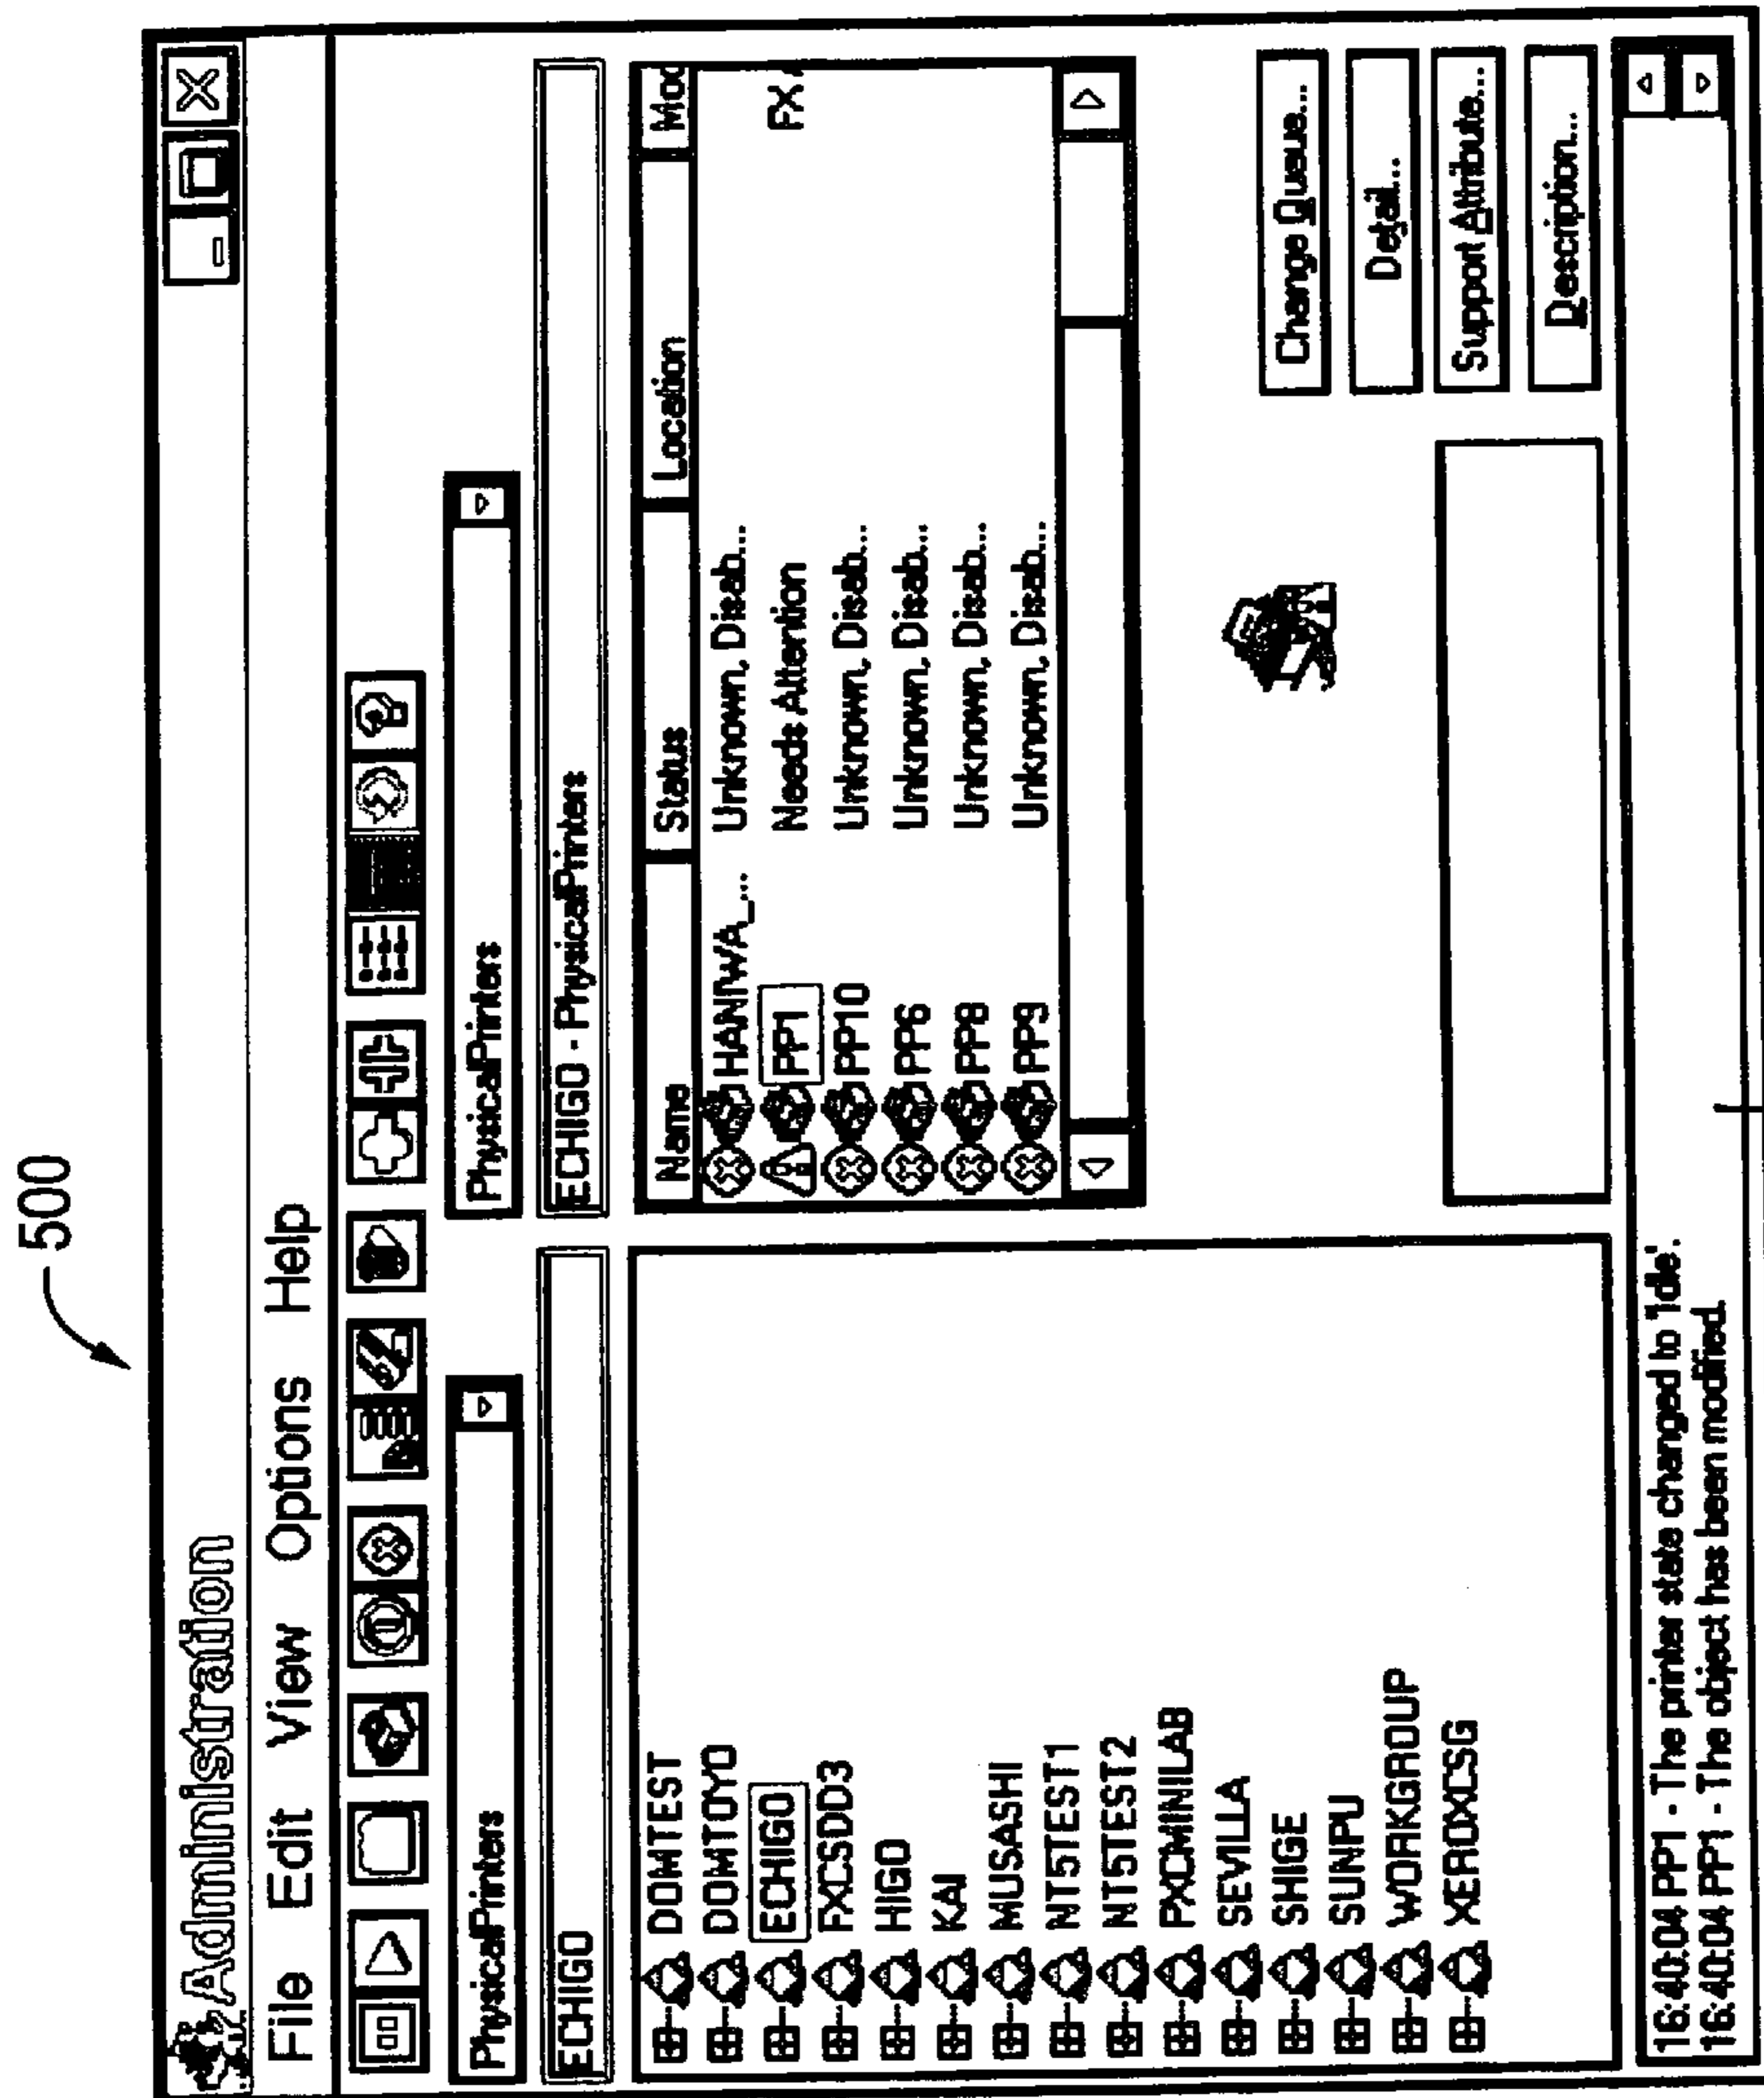 500
Administration
File Edit View Options Help
PhysicalPrinters
PhysicalPrinters
ECHIGO
ECHIGO - PhysicalPrinters
DOMTEST
DOMTOYO
ECHIGO
FXCSDD3
HIGO
KAI
MUSASHI
NT5TEST1
NT5TEST2
PXCMINILAB
SEVILLA
SHIGE
SUNPU
WORKGROUP
XEROXCSG
Name Status Location Mod
HANIWA_... Unknown, Disab...
PP1 Needs Attention FX
PP10 Unknown, Disab...
PP6 Unknown, Disab...
PP8 Unknown, Disab...
PP9 Unknown, Disab...
Change Queue...
Detail...
Support Attribute...
Description...
16:40:04 PP1 - The printer state changed to 'Idle'.
16:40:04 PP1 - The object has been modified.